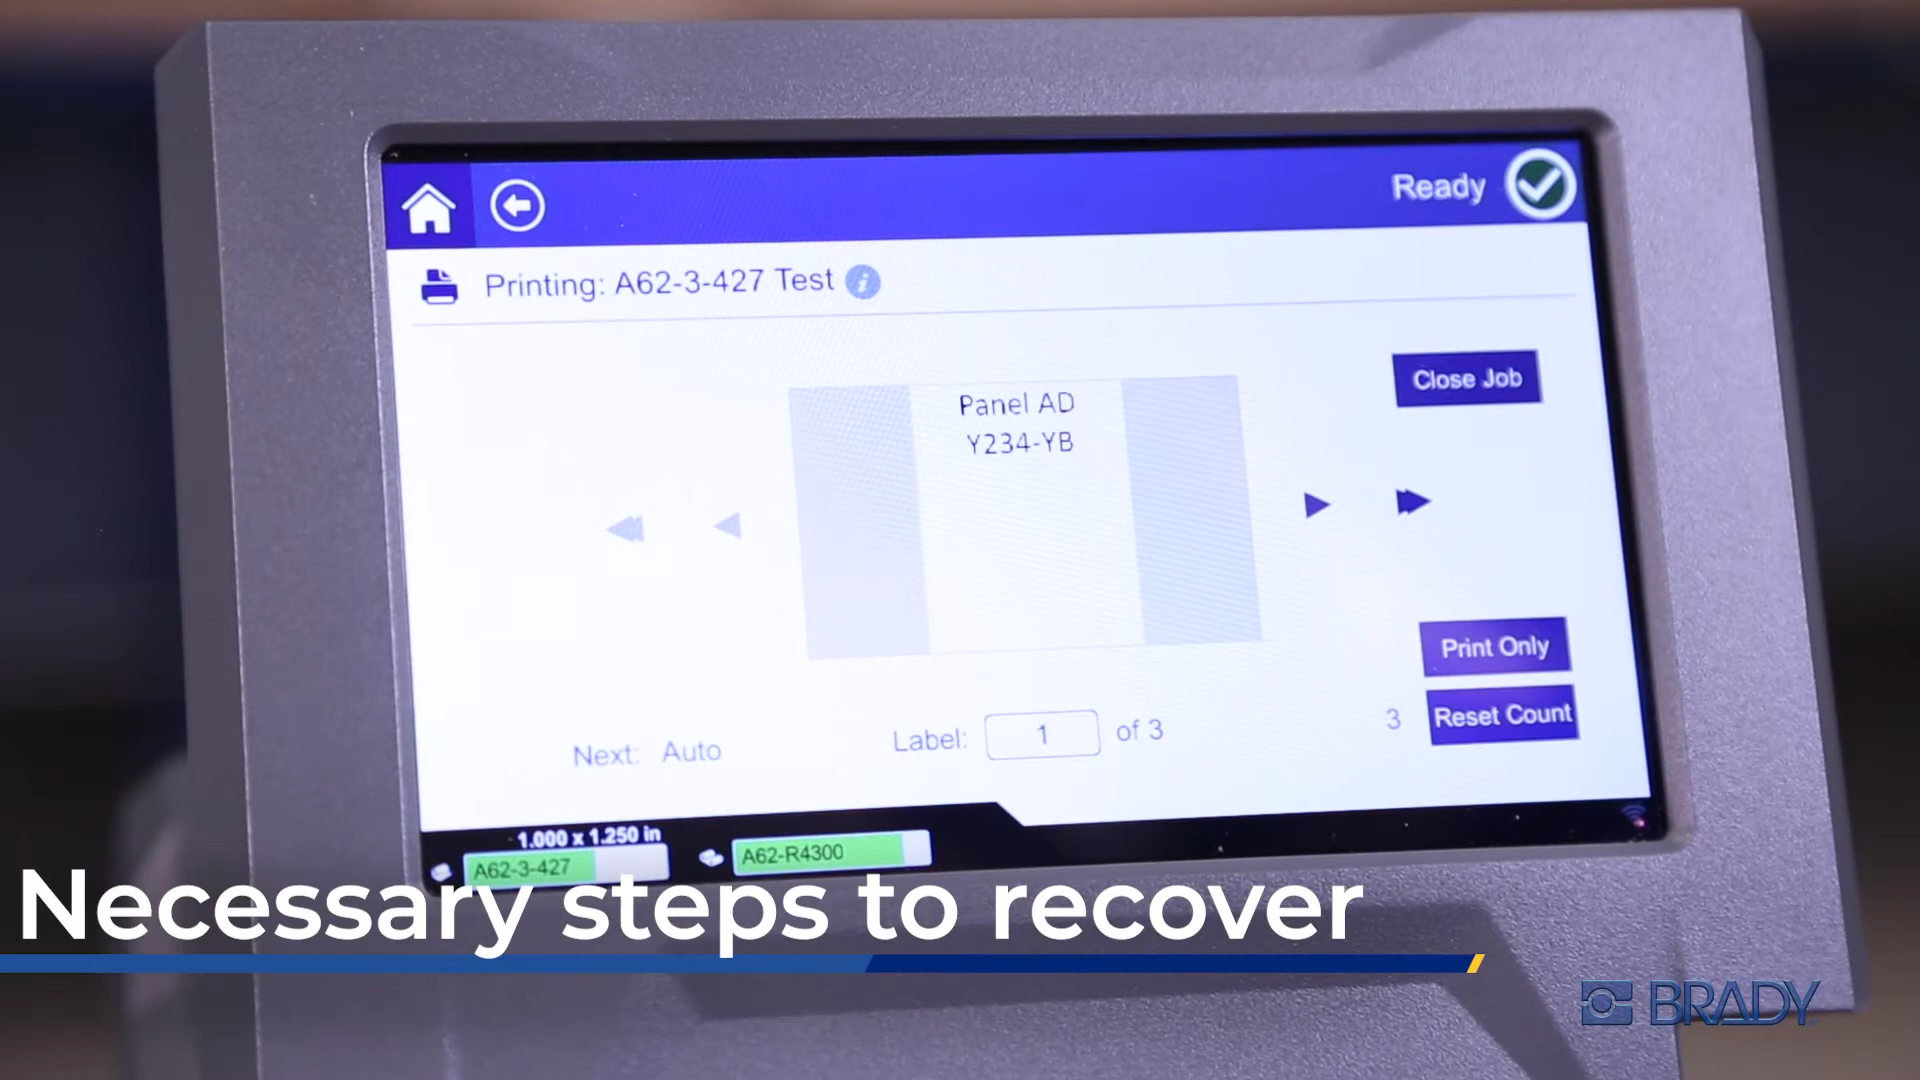 Ready
Printing: A62-3-427 Test
Close Job
Panel AD
Y234-YB
Print Only
3 Reset Count
Next: Auto
Label: 1 of 3
1.000 x 1.250 in
A62-3-427
A62-R4300
Necessary steps to recover
BRADY